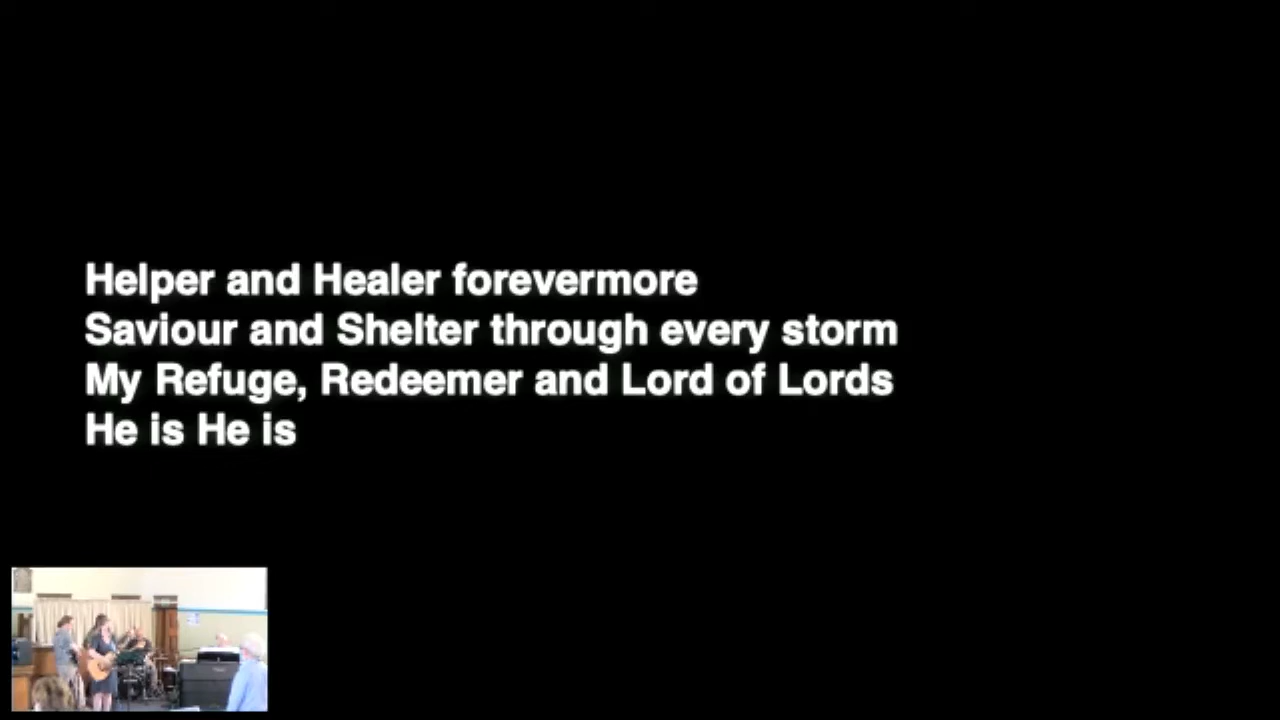 Helper and Healer forevermore
Saviour and Shelter through every storm
My Refuge, Redeemer and Lord of Lords
He is He is